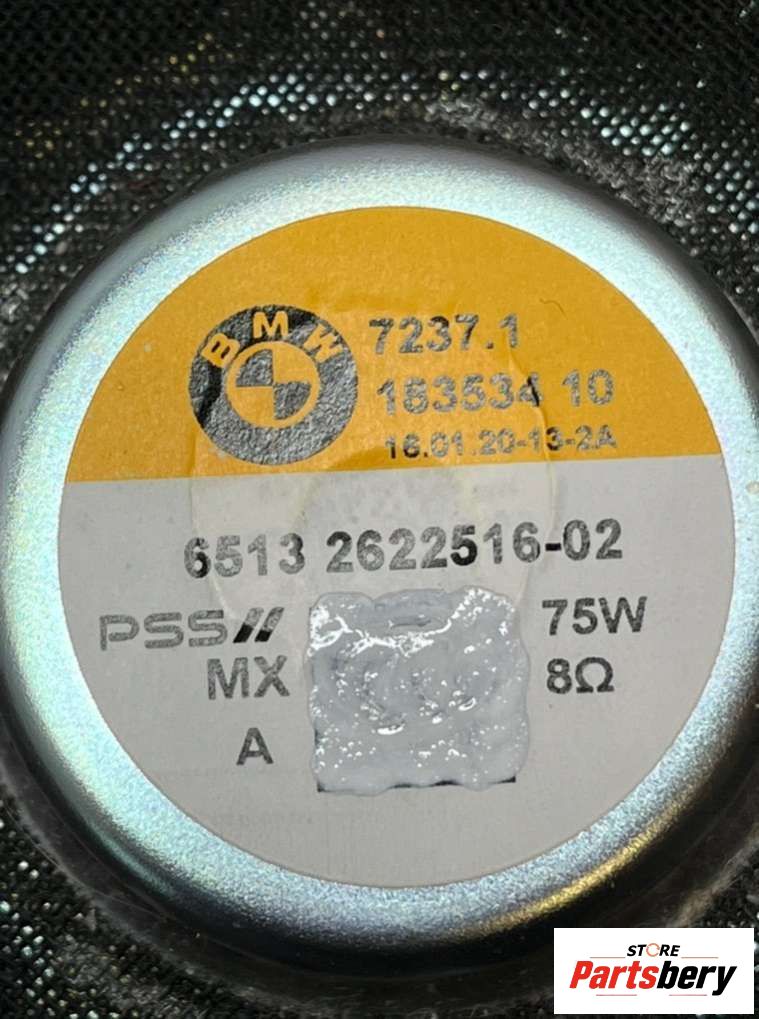 BMW
7237.1
183534 10
16.01.20-13-2A
6513 2622516-02
PSS//
75W
MX
8Ω
A
STORE
Partsbery